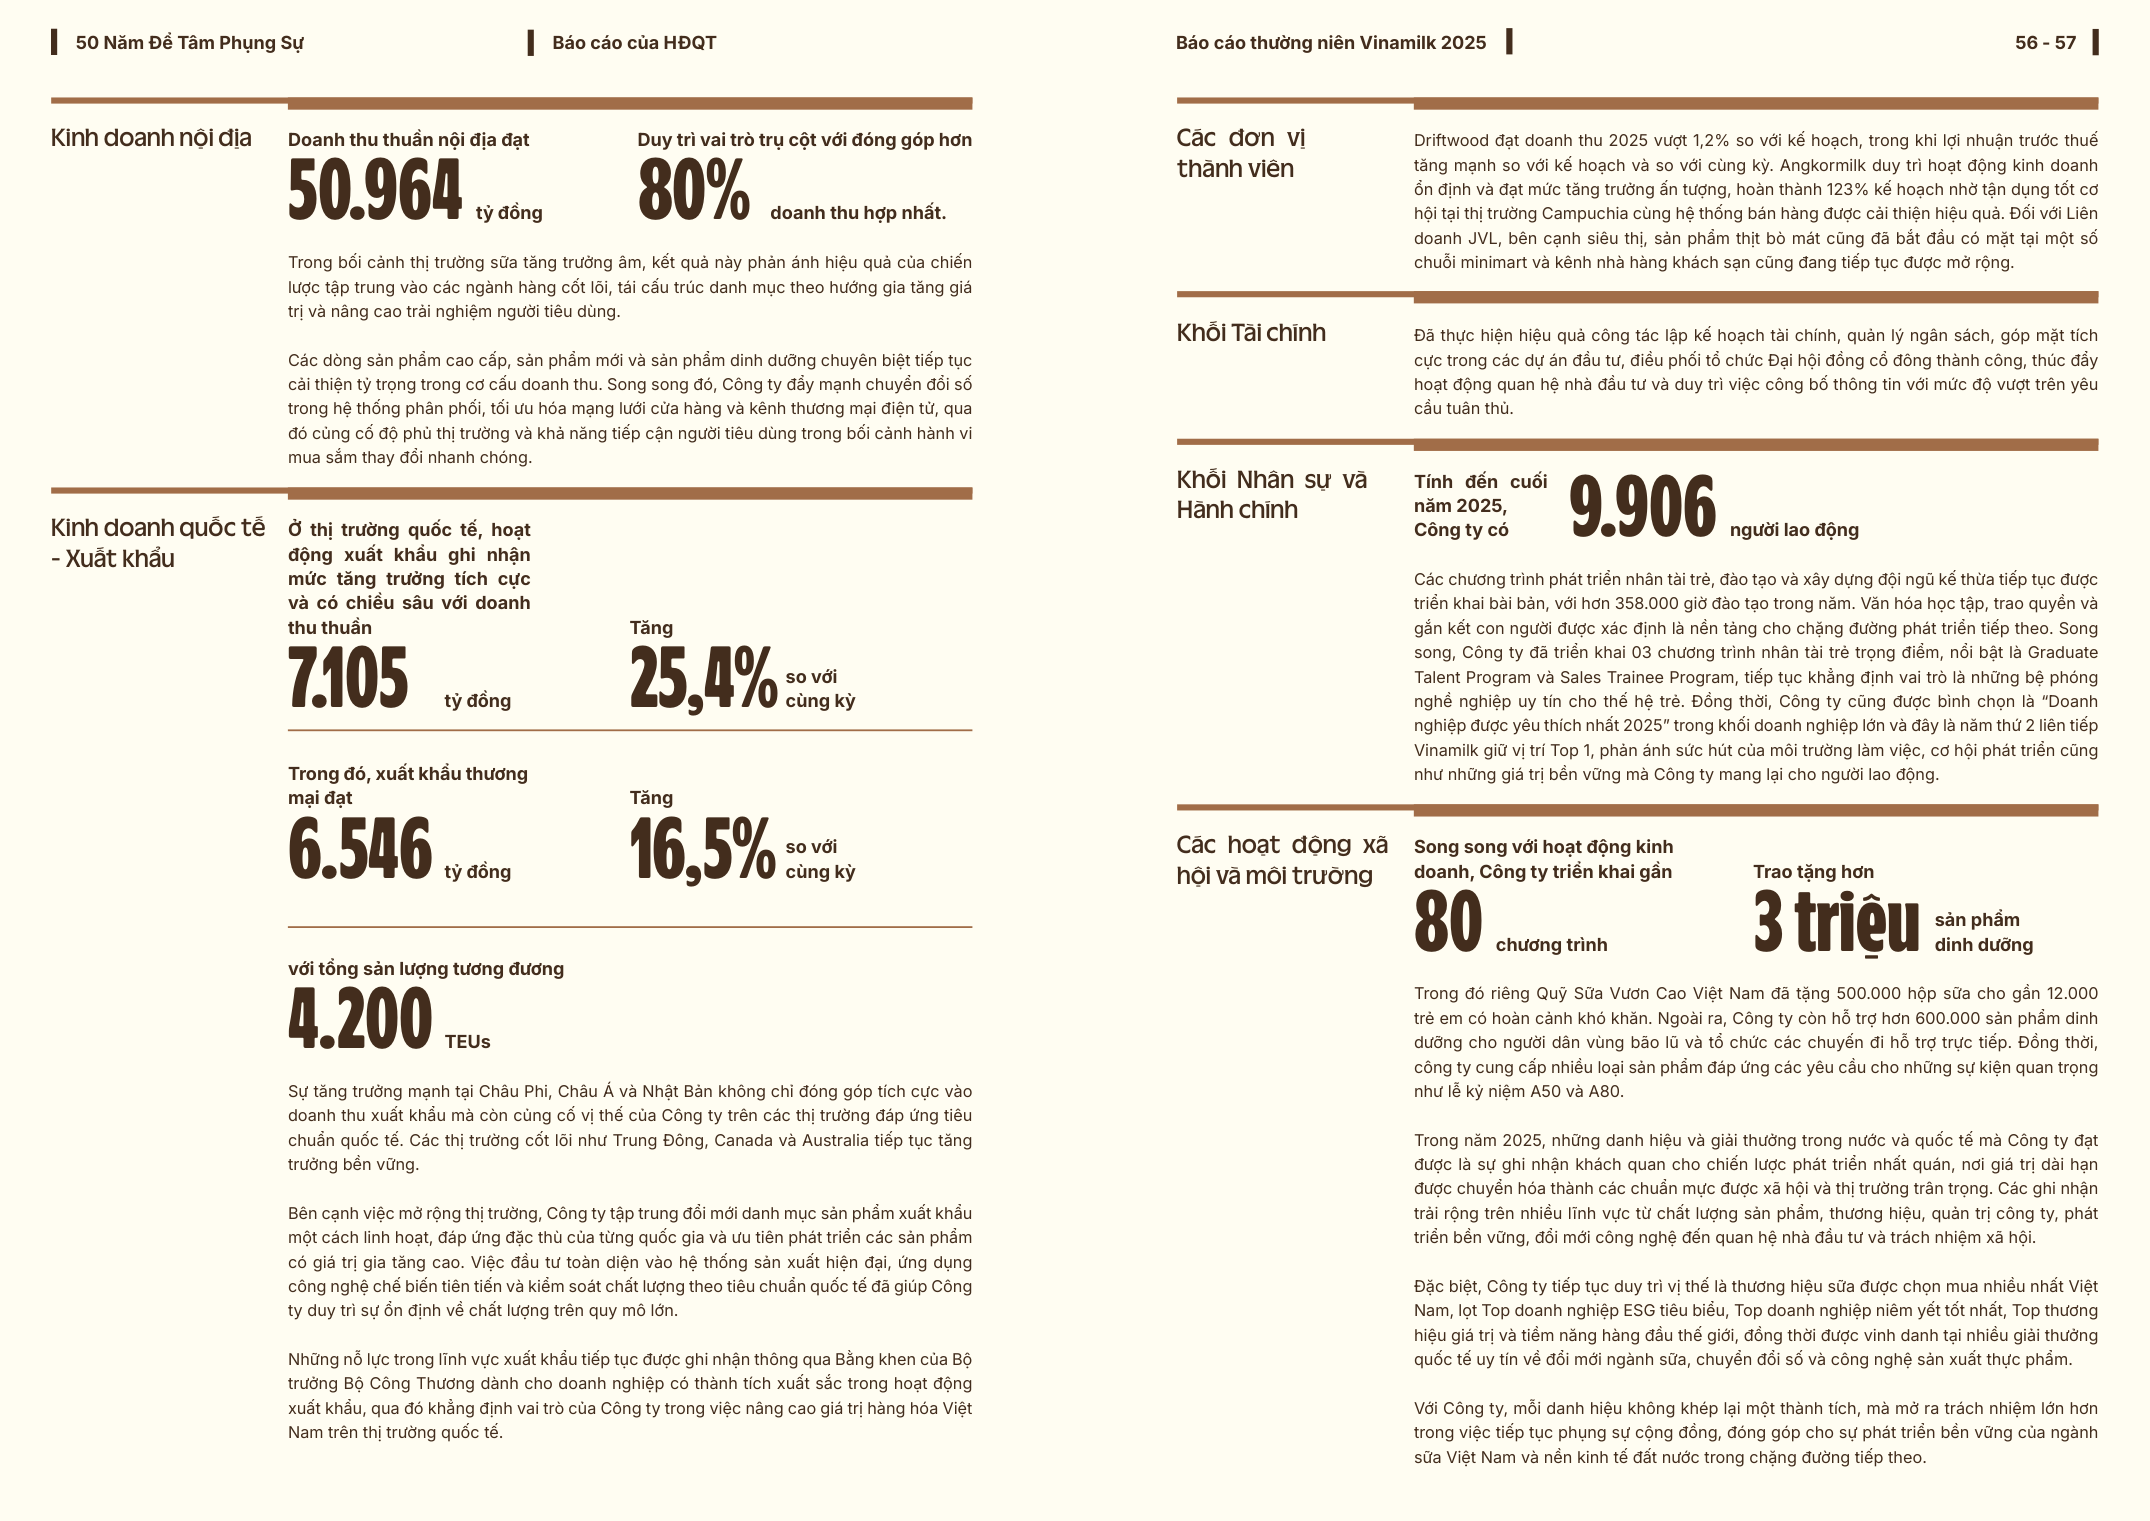 50 Năm Để Tâm Phụng Sự
Báo cáo của HĐQT
Kinh doanh nội địa
Doanh thu thuần nội địa đạt
50.964 tỷ đồng
Duy trì vai trò trụ cột với đóng góp hơn
80% doanh thu hợp nhất.
Trong bối cảnh thị trường sữa tăng trưởng âm, kết quả này phản ánh hiệu quả của chiến
lược tập trung vào các ngành hàng cốt lõi, tái cấu trúc danh mục theo hướng gia tăng giá
trị và nâng cao trải nghiệm người tiêu dùng.
Các dòng sản phẩm cao cấp, sản phẩm mới và sản phẩm dinh dưỡng chuyên biệt tiếp tục
cải thiện tỷ trọng trong cơ cấu doanh thu. Song song đó, Công ty đẩy mạnh chuyển đổi số
trong hệ thống phân phối, tối ưu hóa mạng lưới cửa hàng và kênh thương mại điện tử, qua
đó củng cố độ phủ thị trường và khả năng tiếp cận người tiêu dùng trong bối cảnh hành vi
mua sắm thay đổi nhanh chóng.
Kinh doanh quốc tế
- Xuất khẩu
Ở thị trường quốc tế, hoạt
động xuất khẩu ghi nhận
mức tăng trưởng tích cực
và có chiều sâu với doanh
thu thuần
7.105 tỷ đồng
Tăng
25,4% so với
cùng kỳ
Trong đó, xuất khẩu thương
mại đạt
6.546 tỷ đồng
Tăng
16,5% so với
cùng kỳ
với tổng sản lượng tương đương
4.200 TEUs
Sự tăng trưởng mạnh tại Châu Phi, Châu Á và Nhật Bản không chỉ đóng góp tích cực vào
doanh thu xuất khẩu mà còn củng cố vị thế của Công ty trên các thị trường đáp ứng tiêu
chuẩn quốc tế. Các thị trường cốt lõi như Trung Đông, Canada và Australia tiếp tục tăng
trưởng bền vững.
Bên cạnh việc mở rộng thị trường, Công ty tập trung đổi mới danh mục sản phẩm xuất khẩu
một cách linh hoạt, đáp ứng đặc thù của từng quốc gia và ưu tiên phát triển các sản phẩm
có giá trị gia tăng cao. Việc đầu tư toàn diện vào hệ thống sản xuất hiện đại, ứng dụng
công nghệ chế biến tiên tiến và kiểm soát chất lượng theo tiêu chuẩn quốc tế đã giúp Công
ty duy trì sự ổn định về chất lượng trên quy mô lớn.
Những nỗ lực trong lĩnh vực xuất khẩu tiếp tục được ghi nhận thông qua Bằng khen của Bộ
trưởng Bộ Công Thương dành cho doanh nghiệp có thành tích xuất sắc trong hoạt động
xuất khẩu, qua đó khẳng định vai trò của Công ty trong việc nâng cao giá trị hàng hóa Việt
Nam trên thị trường quốc tế.
Báo cáo thường niên Vinamilk 2025
56 - 57
Các đơn vị
thành viên
Driftwood đạt doanh thu 2025 vượt 1,2% so với kế hoạch, trong khi lợi nhuận trước thuế
tăng mạnh so với kế hoạch và so với cùng kỳ. Angkormilk duy trì hoạt động kinh doanh
ổn định và đạt mức tăng trưởng ấn tượng, hoàn thành 123% kế hoạch nhờ tận dụng tốt cơ
hội tại thị trường Campuchia cùng hệ thống bán hàng được cải thiện hiệu quả. Đối với Liên
doanh JVL, bên cạnh siêu thị, sản phẩm thịt bò mát cũng đã bắt đầu có mặt tại một số
chuỗi minimart và kênh nhà hàng khách sạn cũng đang tiếp tục được mở rộng.
Khối Tài chính
Đã thực hiện hiệu quả công tác lập kế hoạch tài chính, quản lý ngân sách, góp mặt tích
cực trong các dự án đầu tư, điều phối tổ chức Đại hội đồng cổ đông thành công, thúc đẩy
hoạt động quan hệ nhà đầu tư và duy trì việc công bố thông tin với mức độ vượt trên yêu
cầu tuân thủ.
Khối Nhân sự và
Hành chính
Tính đến cuối
năm 2025,
Công ty có
9.906 người lao động
Các chương trình phát triển nhân tài trẻ, đào tạo và xây dựng đội ngũ kế thừa tiếp tục được
triển khai bài bản, với hơn 358.000 giờ đào tạo trong năm. Văn hóa học tập, trao quyền và
gắn kết con người được xác định là nền tảng cho chặng đường phát triển tiếp theo. Song
song, Công ty đã triển khai 03 chương trình nhân tài trẻ trọng điểm, nổi bật là Graduate
Talent Program và Sales Trainee Program, tiếp tục khẳng định vai trò là những bệ phóng
nghề nghiệp uy tín cho thế hệ trẻ. Đồng thời, Công ty cũng được bình chọn là “Doanh
nghiệp được yêu thích nhất 2025” trong khối doanh nghiệp lớn và đây là năm thứ 2 liên tiếp
Vinamilk giữ vị trí Top 1, phản ánh sức hút của môi trường làm việc, cơ hội phát triển cũng
như những giá trị bền vững mà Công ty mang lại cho người lao động.
Các hoạt động xã
hội và môi trường
Song song với hoạt động kinh
doanh, Công ty triển khai gần
80 chương trình
Trao tặng hơn
3 triệu sản phẩm
dinh dưỡng
Trong đó riêng Quỹ Sữa Vươn Cao Việt Nam đã tặng 500.000 hộp sữa cho gần 12.000
trẻ em có hoàn cảnh khó khăn. Ngoài ra, Công ty còn hỗ trợ hơn 600.000 sản phẩm dinh
dưỡng cho người dân vùng bão lũ và tổ chức các chuyến đi hỗ trợ trực tiếp. Đồng thời,
công ty cung cấp nhiều loại sản phẩm đáp ứng các yêu cầu cho những sự kiện quan trọng
như lễ kỷ niệm A50 và A80.
Trong năm 2025, những danh hiệu và giải thưởng trong nước và quốc tế mà Công ty đạt
được là sự ghi nhận khách quan cho chiến lược phát triển nhất quán, nơi giá trị dài hạn
được chuyển hóa thành các chuẩn mực được xã hội và thị trường trân trọng. Các ghi nhận
trải rộng trên nhiều lĩnh vực từ chất lượng sản phẩm, thương hiệu, quản trị công ty, phát
triển bền vững, đổi mới công nghệ đến quan hệ nhà đầu tư và trách nhiệm xã hội.
Đặc biệt, Công ty tiếp tục duy trì vị thế là thương hiệu sữa được chọn mua nhiều nhất Việt
Nam, lọt Top doanh nghiệp ESG tiêu biểu, Top doanh nghiệp niêm yết tốt nhất, Top thương
hiệu giá trị và tiềm năng hàng đầu thế giới, đồng thời được vinh danh tại nhiều giải thưởng
quốc tế uy tín về đổi mới ngành sữa, chuyển đổi số và công nghệ sản xuất thực phẩm.
Với Công ty, mỗi danh hiệu không khép lại một thành tích, mà mở ra trách nhiệm lớn hơn
trong việc tiếp tục phụng sự cộng đồng, đóng góp cho sự phát triển bền vững của ngành
sữa Việt Nam và nền kinh tế đất nước trong chặng đường tiếp theo.